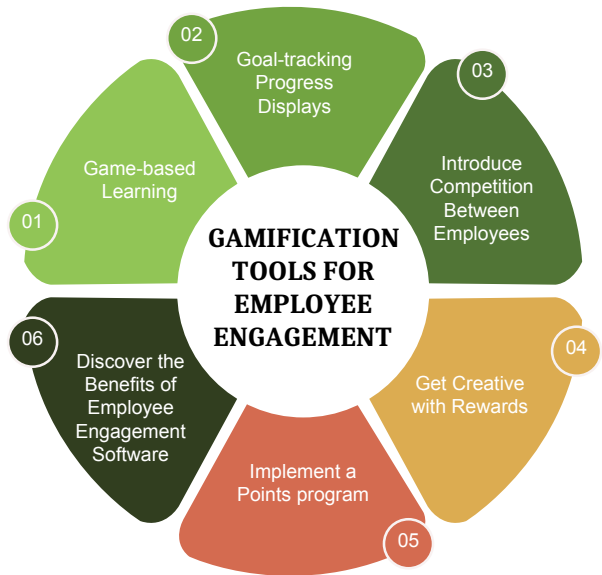 GAMIFICATION
TOOLS FOR
EMPLOYEE
ENGAGEMENT
01
Game-based
Learning
02
Goal-tracking
Progress
Displays
03
Introduce
Competition
Between
Employees
04
Get Creative
with Rewards
05
Implement a
Points program
06
Discover the
Benefits of
Employee
Engagement
Software